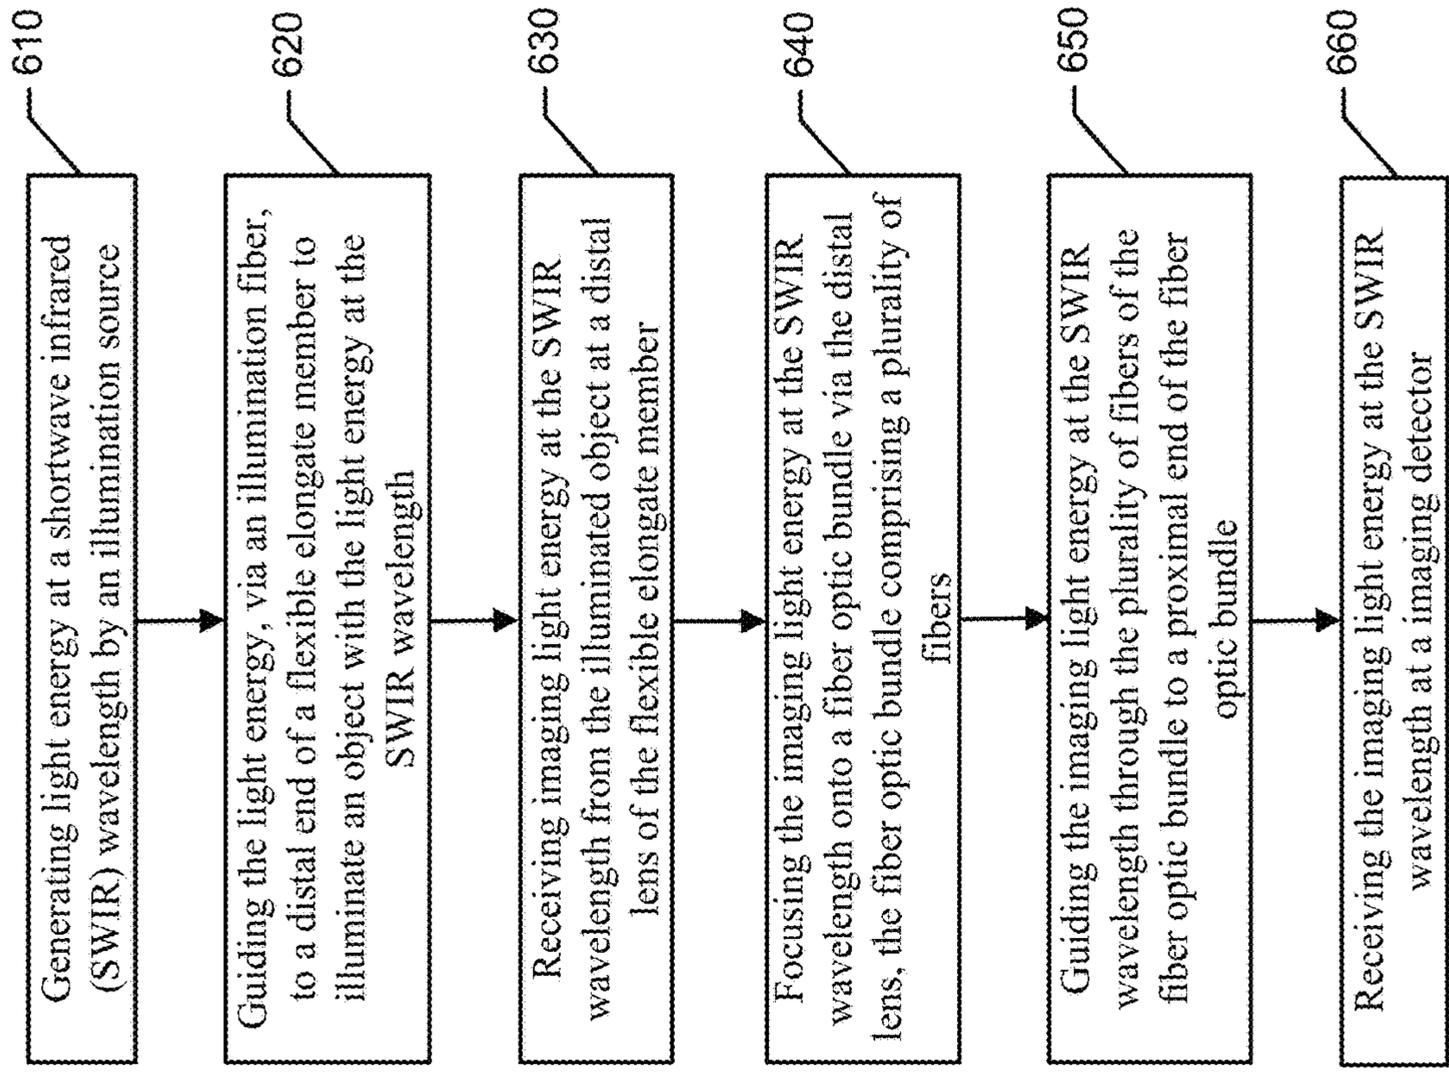 610
Generating light energy at a shortwave infrared
(SWIR) wavelength by an illumination source
620
Guiding the light energy, via an illumination fiber,
to a distal end of a flexible elongate member to
illuminate an object with the light energy at the
SWIR wavelength
630
Receiving imaging light energy at the SWIR
wavelength from the illuminated object at a distal
lens of the flexible elongate member
640
Focusing the imaging light energy at the SWIR
wavelength onto a fiber optic bundle via the distal
lens, the fiber optic bundle comprising a plurality of
fibers
650
Guiding the imaging light energy at the SWIR
wavelength through the plurality of fibers of the
fiber optic bundle to a proximal end of the fiber
optic bundle
660
Receiving the imaging light energy at the SWIR
wavelength at a imaging detector